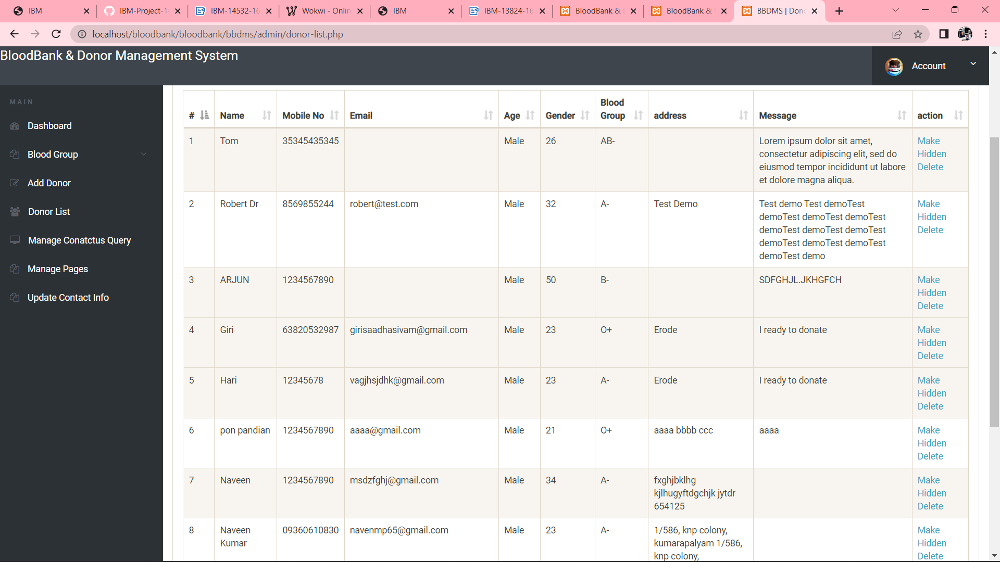 IBM
IBM-Project-14
IBM-14532-16
Wokwi - Onlin
IBM
IBM-13824-16
BloodBank &
BloodBank &
BBDMS | Dono
localhost/bloodbank/bloodbank/bbdms/admin/donor-list.php
BloodBank & Donor Management System
Account
MAIN
Dashboard
Blood Group
Add Donor
Donor List
Manage Conatctus Query
Manage Pages
Update Contact Info
# Name Mobile No Email Age Gender Blood Group address Message action
1 Tom 35345435345 Male 26 AB- Lorem ipsum dolor sit amet, Make
consectetur adipiscing elit, sed do Hidden
eiusmod tempor incididunt ut labore Delete
et dolore magna aliqua.
2 Robert Dr 8569855244 robert@test.com Male 32 A- Test Demo Test demo Test demoTest Make
demoTest demoTest demoTest Hidden
demoTest demoTest demoTest Delete
demoTest demoTest demoTest
demoTest demo
3 ARJUN 1234567890 Male 50 B- SDFGHJL.JKHGFCH Make
Hidden
Delete
4 Giri 63820532987 girisaadhasivam@gmail.com Male 23 O+ Erode I ready to donate Make
Hidden
Delete
5 Hari 12345678 vagjhsjdhk@gmail.com Male 23 A- Erode I ready to donate Make
Hidden
Delete
6 pon pandian 1234567890 aaaa@gmail.com Male 21 O+ aaaa bbbb ccc aaaa Make
Hidden
Delete
7 Naveen 1234567890 msdzfghj@gmail.com Male 34 A- fxghjbklhg Make
kjlhugyftdgchjk jytdr Hidden
654125 Delete
8 Naveen 09360610830 navenmp65@gmail.com Male 23 A- 1/586, knp colony, Make
Kumar kumarapalyam 1/586, Hidden
knp colony, Delete